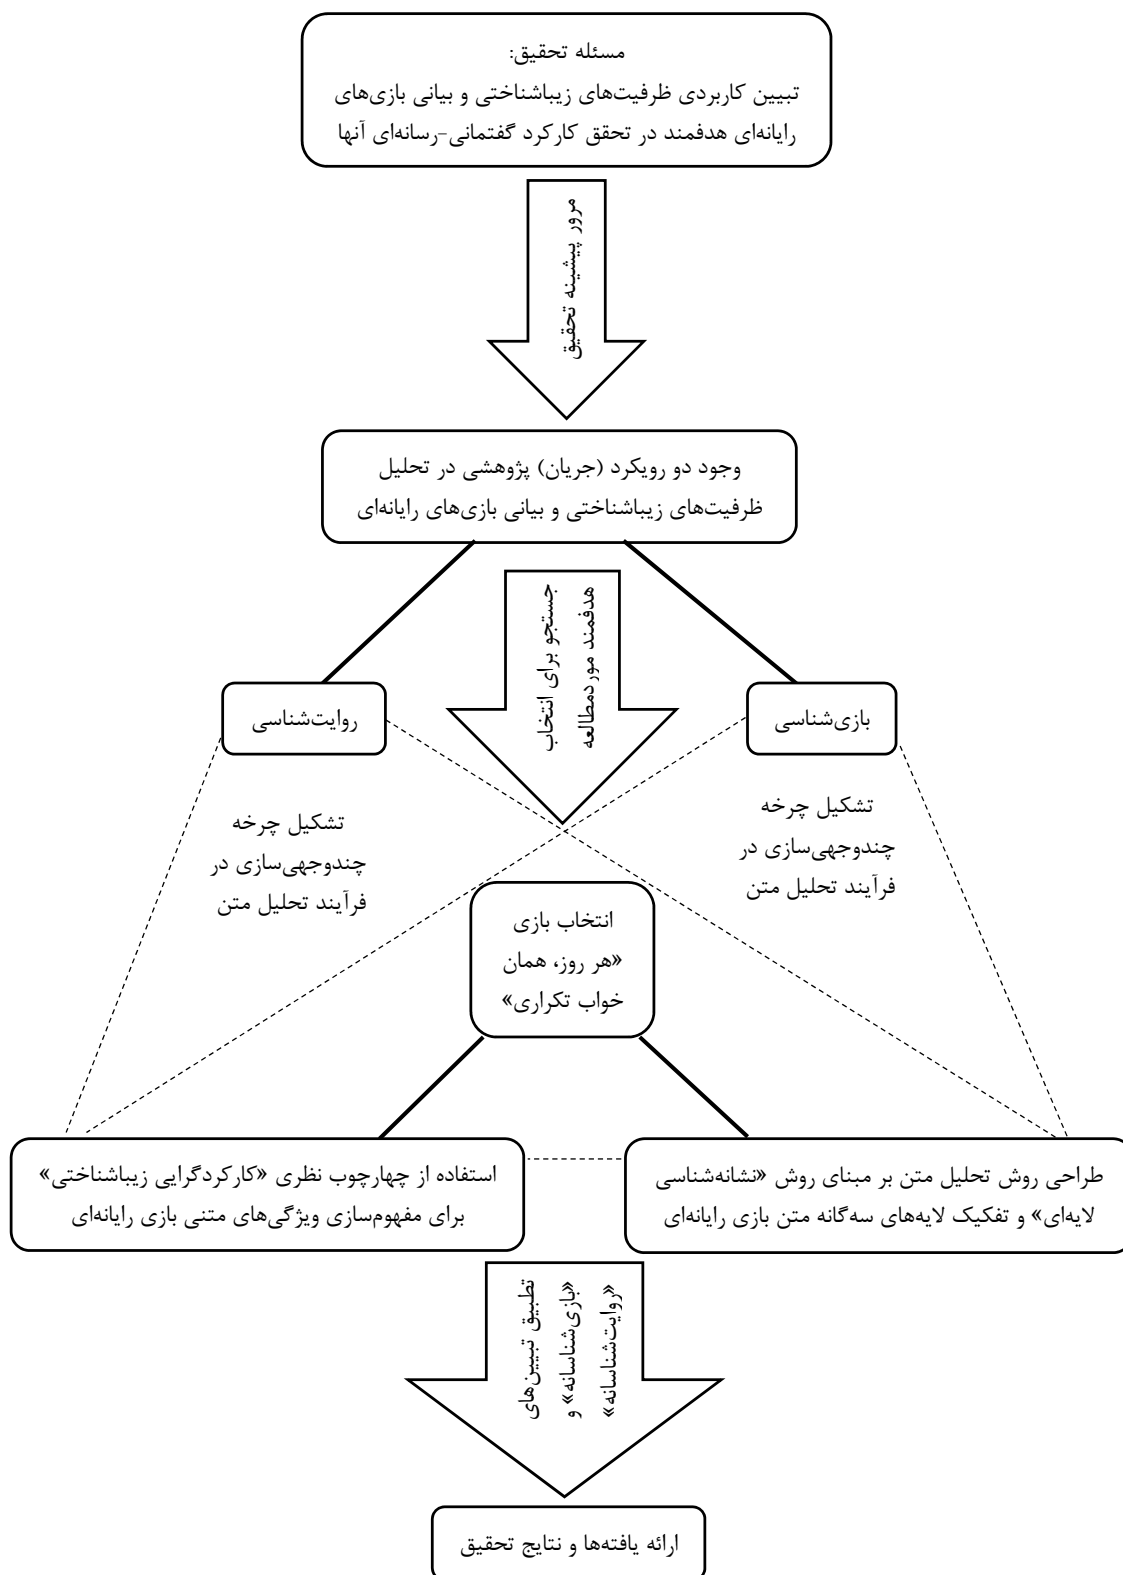 مسئله تحقیق:
تبیین کاربردی ظرفیت‌های زیباشناختی و بیانی بازی‌های
رایانه‌ای هدفمند در تحقق کارکرد گفتمانی-رسانه‌ای آنها
مرور پیشینه تحقیق
وجود دو رویکرد (جریان) پژوهشی در تحلیل
ظرفیت‌های زیباشناختی و بیانی بازی‌های رایانه‌ای
جستجو برای انتخاب
هدفمند موردمطالعه
بازی‌شناسی
روایت‌شناسی
تشکیل چرخه
چندوجهی‌سازی در
فرآیند تحلیل متن
تشکیل چرخه
چندوجهی‌سازی در
فرآیند تحلیل متن
انتخاب بازی
«هر روز، همان
خواب تکراری»
طراحی روش تحلیل متن بر مبنای روش «نشانه‌شناسی
لایه‌ای» و تفکیک لایه‌های سه‌گانه متن بازی رایانه‌ای
استفاده از چهارچوب نظری «کارکردگرایی زیباشناختی»
برای مفهوم‌سازی ویژگی‌های متنی بازی رایانه‌ای
تطبیق تبیین‌های
«بازی‌شناسانه» و
«روایت‌شناسانه»
ارائه یافته‌ها و نتایج تحقیق